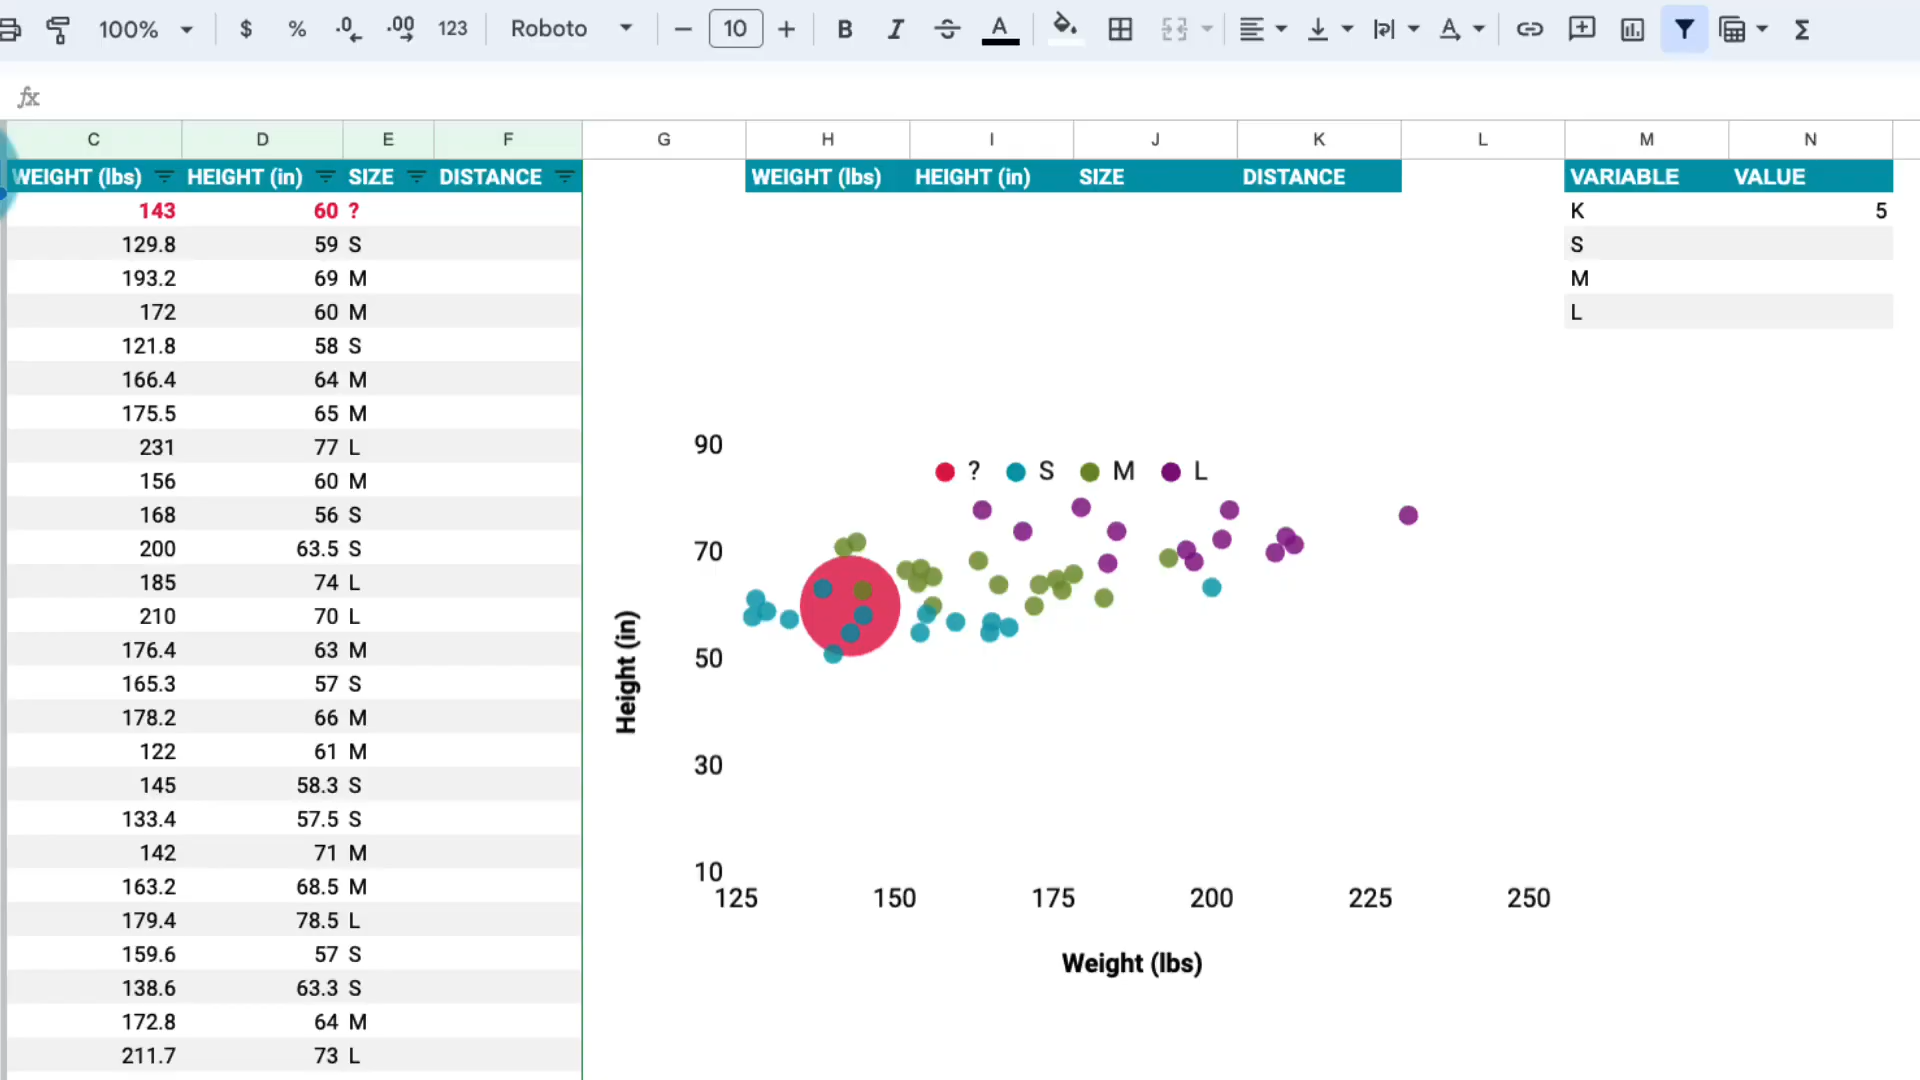 100% $ % .0 .00 123 Roboto 10 B I A
fx
C D E F G H I J K L M N
WEIGHT (lbs) HEIGHT (in) SIZE DISTANCE WEIGHT (lbs) HEIGHT (in) SIZE DISTANCE VARIABLE VALUE
143 60 ? K 5
129.8 59 S S
193.2 69 M M
172 60 M L
121.8 58 S
166.4 64 M
175.5 65 M
231 77 L
156 60 M
168 56 S
200 63.5 S
185 74 L
210 70 L
176.4 63 M
165.3 57 S
178.2 66 M
122 61 M
145 58.3 S
133.4 57.5 S
142 71 M
163.2 68.5 M
179.4 78.5 L
159.6 57 S
138.6 63.3 S
172.8 64 M
211.7 73 L
? S M L
90
70
50
30
10
Height (in)
125 150 175 200 225 250
Weight (lbs)